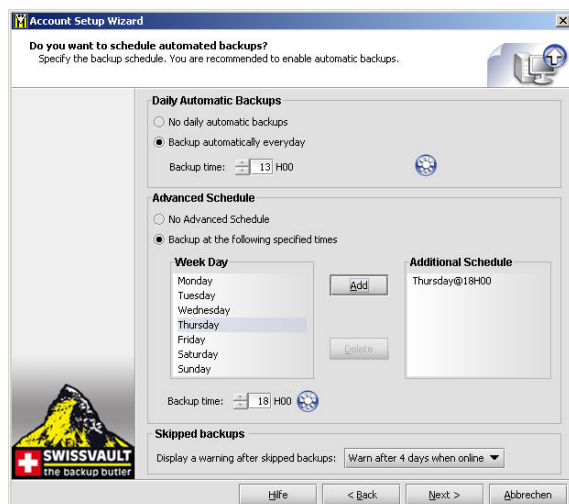 Account Setup Wizard
Do you want to schedule automated backups?
Specify the backup schedule. You are recommended to enable automatic backups.
Daily Automatic Backups
No daily automatic backups
Backup automatically everyday
Backup time: 13 H00
Advanced Schedule
No Advanced Schedule
Backup at the following specified times
Week Day
Monday
Tuesday
Wednesday
Thursday
Friday
Saturday
Sunday
Add
Delete
Additional Schedule
Thursday@18H00
Backup time: 18 H00
Skipped backups
Display a warning after skipped backups: Warn after 4 days when online
SWISSVAULT
the backup butler
Hilfe
< Back
Next >
Abbrechen